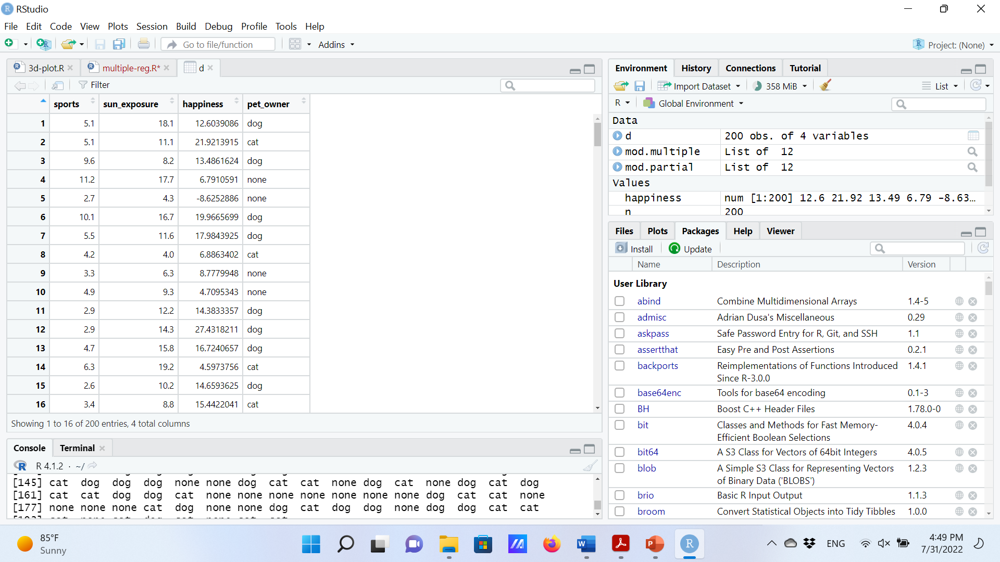 RStudio
File Edit Code View Plots Session Build Debug Profile Tools Help
Go to file/function Addins Project: (None)
3d-plot.R multiple-reg.R* d
Filter
sports sun_exposure happiness pet_owner
1 5.1 18.1 12.6039086 dog
2 5.1 11.1 21.9213915 cat
3 9.6 8.2 13.4861624 dog
4 11.2 17.7 6.7910591 none
5 2.7 4.3 -8.6252886 none
6 10.1 16.7 19.9665699 dog
7 5.5 11.6 17.9843925 dog
8 4.2 4.0 6.8863402 cat
9 3.3 6.3 8.7779948 none
10 4.9 9.3 4.7095343 none
11 2.9 12.2 14.3833357 dog
12 2.9 14.3 27.4318211 dog
13 4.7 15.8 16.7240657 dog
14 6.3 19.2 4.5973756 cat
15 2.6 10.2 14.6593625 dog
16 3.4 8.8 15.4422041 cat
Showing 1 to 16 of 200 entries, 4 total columns
Console Terminal
R 4.1.2 · ~/
[145] cat dog dog dog none none dog cat cat none dog cat none dog cat dog
[161] cat cat dog dog cat none none none none none none none dog cat cat none
[177] none none none cat dog none none dog cat dog dog none dog dog cat cat
Environment History Connections Tutorial
Import Dataset 358 MiB List
R Global Environment
Data
d 200 obs. of 4 variables
mod.multiple List of 12
mod.partial List of 12
Values
happiness num [1:200] 12.6 21.92 13.49 6.79 -8.63...
n 200
Files Plots Packages Help Viewer
Install Update
Name Description Version
User Library
abind Combine Multidimensional Arrays 1.4-5
admisc Adrian Dusa's Miscellaneous 0.29
askpass Safe Password Entry for R, Git, and SSH 1.1
assertthat Easy Pre and Post Assertions 0.2.1
backports Reimplementations of Functions Introduced 1.4.1
Since R-3.0.0
base64enc Tools for base64 encoding 0.1-3
BH Boost C++ Header Files 1.78.0-0
bit Classes and Methods for Fast Memory- 4.0.4
Efficient Boolean Selections
bit64 A S3 Class for Vectors of 64bit Integers 4.0.5
blob A Simple S3 Class for Representing Vectors 1.2.3
of Binary Data ('BLOBS')
brio Basic R Input Output 1.1.3
broom Convert Statistical Objects into Tidy Tibbles 1.0.0
85°F
Sunny
ENG
4:49 PM
7/31/2022